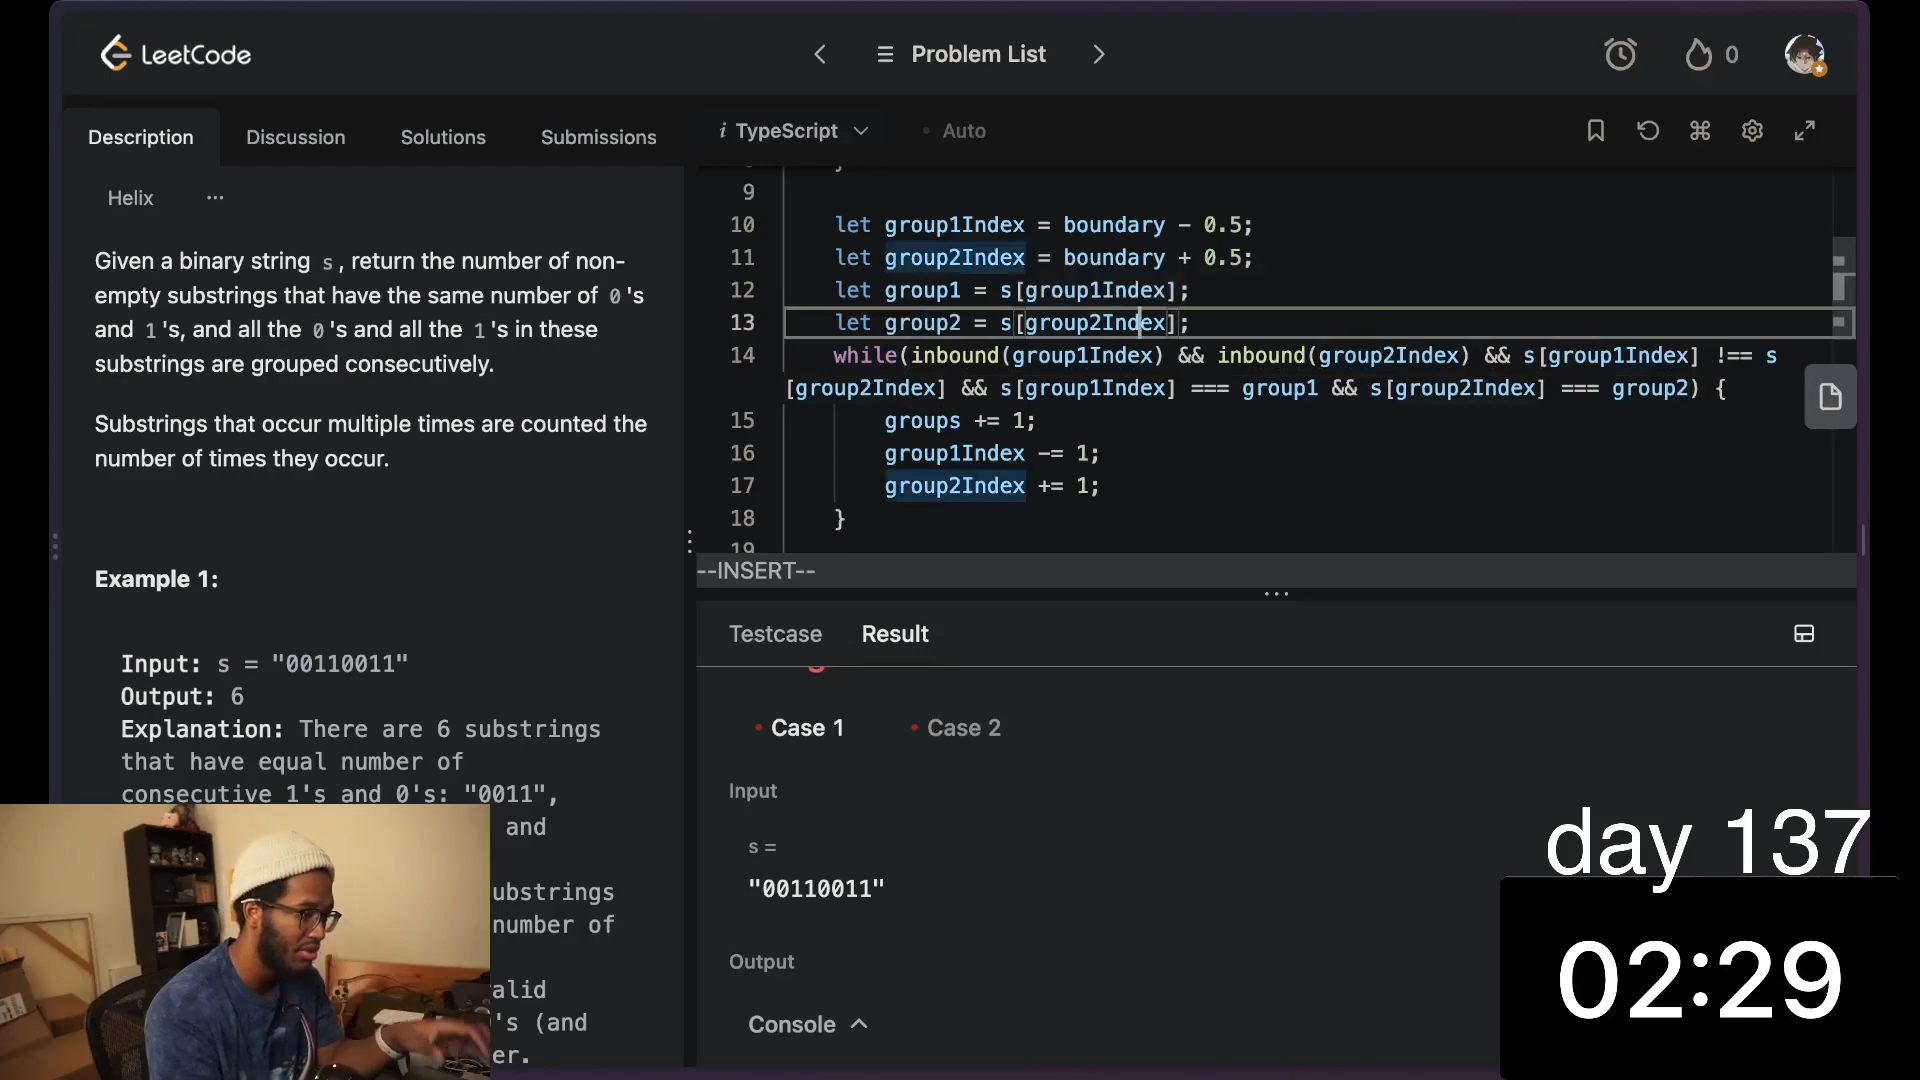 LeetCode
Problem List
0
Description
Discussion
Solutions
Submissions
i TypeScript
Auto
Helix
...
Given a binary string s, return the number of non-
empty substrings that have the same number of 0's
and 1's, and all the 0's and all the 1's in these
substrings are grouped consecutively.
Substrings that occur multiple times are counted the
number of times they occur.
Example 1:
Input: s = "00110011"
Output: 6
Explanation: There are 6 substrings
that have equal number of
consecutive 1's and 0's: "0011",
and
ubstrings
number of
alid
's (and
er.
9
10 let group1Index = boundary - 0.5;
11 let group2Index = boundary + 0.5;
12 let group1 = s[group1Index];
13 let group2 = s[group2Index];
14 while(inbound(group1Index) && inbound(group2Index) && s[group1Index] !== s
[group2Index] && s[group1Index] === group1 && s[group2Index] === group2) {
15 groups += 1;
16 group1Index -= 1;
17 group2Index += 1;
18 }
19
--INSERT--
Testcase
Result
Case 1
Case 2
Input
s =
"00110011"
Output
Console
day 137
02:29